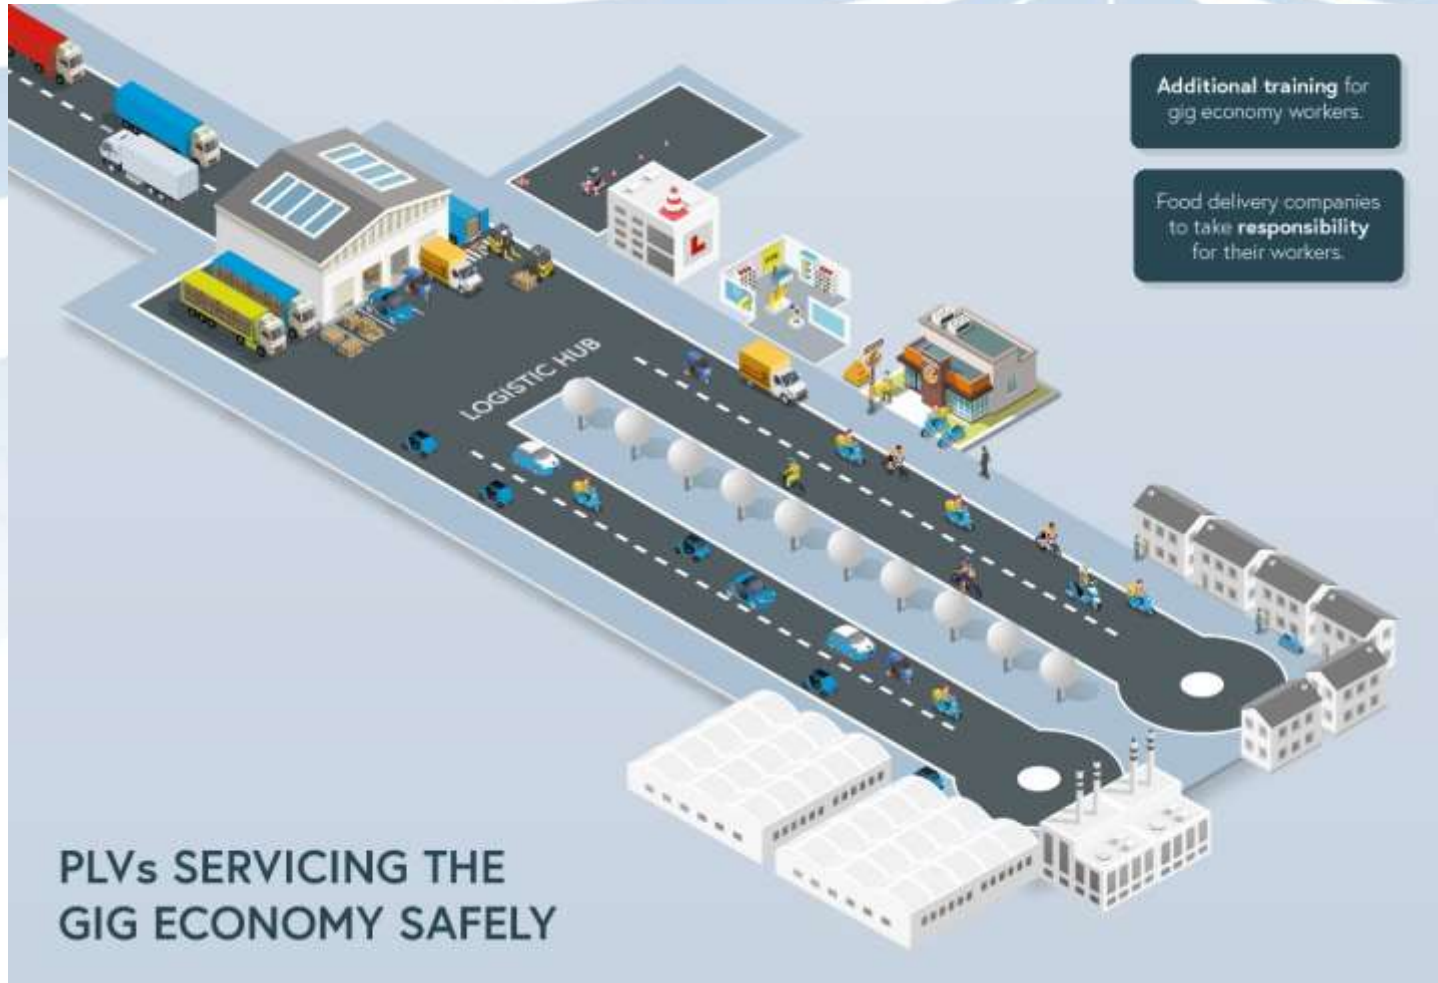 Additional training for
gig economy workers.
Food delivery companies
to take responsibility
for their workers.
L
LOGISTIC HUB
PLVs SERVICING THE
GIG ECONOMY SAFELY